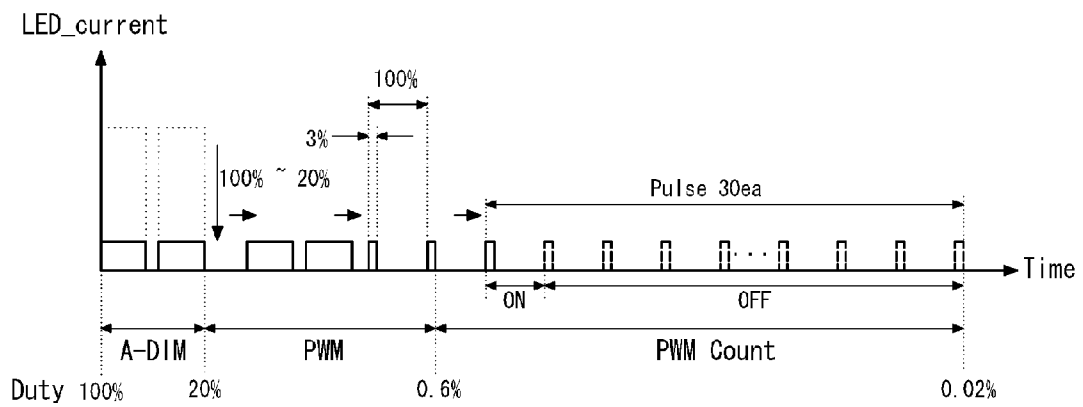 LED_current
100%
3%
100% ~ 20%
Pulse 30ea
...
Time
ON OFF
A-DIM PWM PWM Count
Duty 100% 20% 0.6% 0.02%